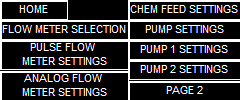 HOME
CHEM FEED SETTINGS
FLOW METER SELECTION
PUMP SETTINGS
PULSE FLOW
METER SETTINGS
PUMP 1 SETTINGS
PUMP 2 SETTINGS
ANALOG FLOW
METER SETTINGS
PAGE 2